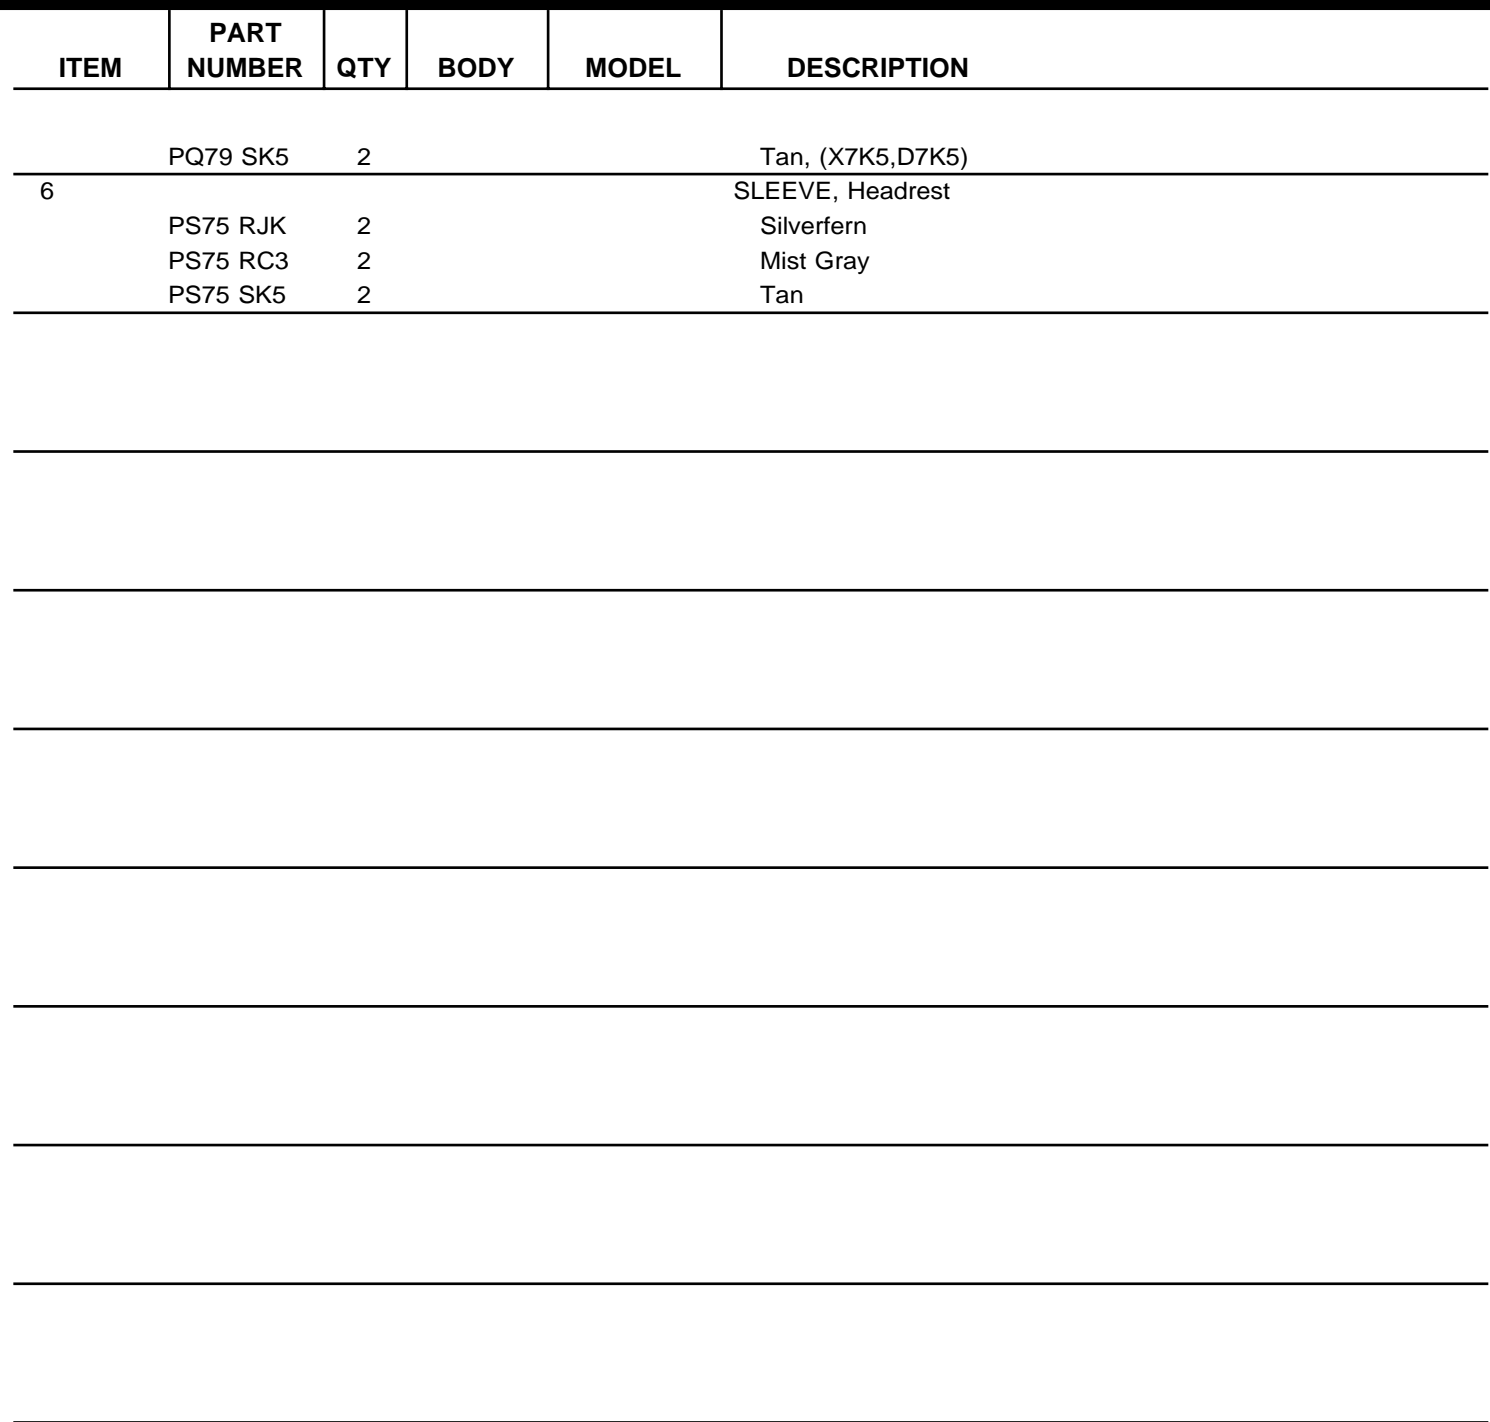 PART
ITEM NUMBER QTY BODY MODEL DESCRIPTION
PQ79 SK5 2 Tan, (X7K5,D7K5)
6 SLEEVE, Headrest
PS75 RJK 2 Silverfern
PS75 RC3 2 Mist Gray
PS75 SK5 2 Tan